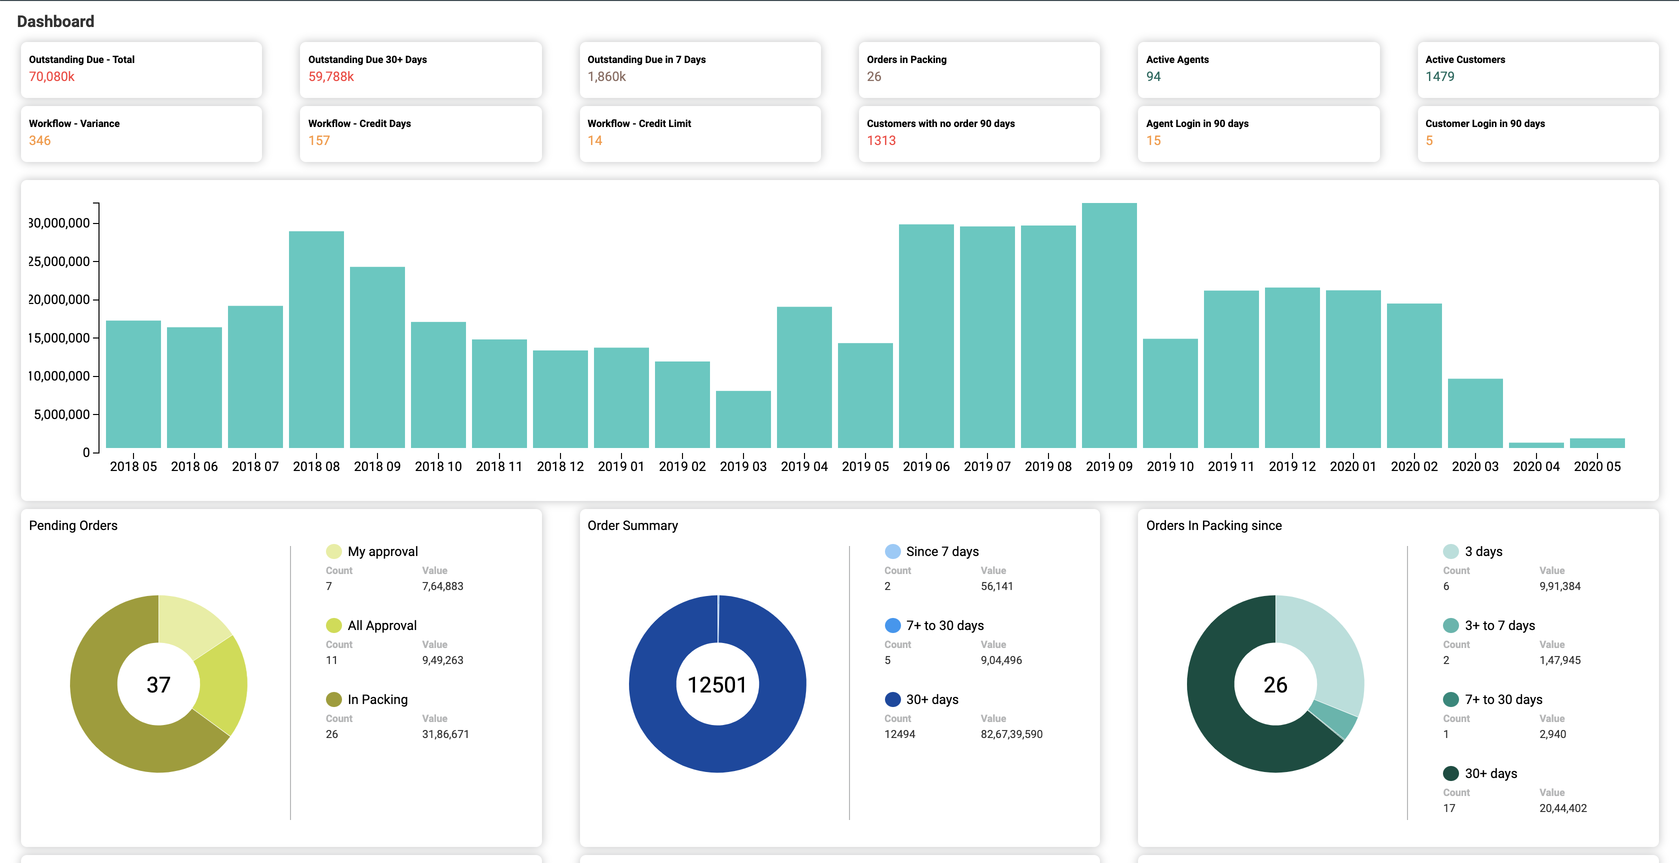 Dashboard
Outstanding Due - Total
70,080k
Outstanding Due 30+ Days
59,788k
Outstanding Due in 7 Days
1,860k
Orders in Packing
26
Active Agents
94
Active Customers
1479
Workflow - Variance
346
Workflow - Credit Days
157
Workflow - Credit Limit
14
Customers with no order 90 days
1313
Agent Login in 90 days
15
Customer Login in 90 days
5
30,000,000
25,000,000
20,000,000
15,000,000
10,000,000
5,000,000
0
2018 05 2018 06 2018 07 2018 08 2018 09 2018 10 2018 11 2018 12 2019 01 2019 02 2019 03 2019 04 2019 05 2019 06 2019 07 2019 08 2019 09 2019 10 2019 11 2019 12 2020 01 2020 02 2020 03 2020 04 2020 05
Pending Orders
37
My approval
Count Value
7 7,64,883
All Approval
Count Value
11 9,49,263
In Packing
Count Value
26 31,86,671
Order Summary
12501
Since 7 days
Count Value
2 56,141
7+ to 30 days
Count Value
5 9,04,496
30+ days
Count Value
12494 82,67,39,590
Orders In Packing since
26
3 days
Count Value
6 9,91,384
3+ to 7 days
Count Value
2 1,47,945
7+ to 30 days
Count Value
1 2,940
30+ days
Count Value
17 20,44,402